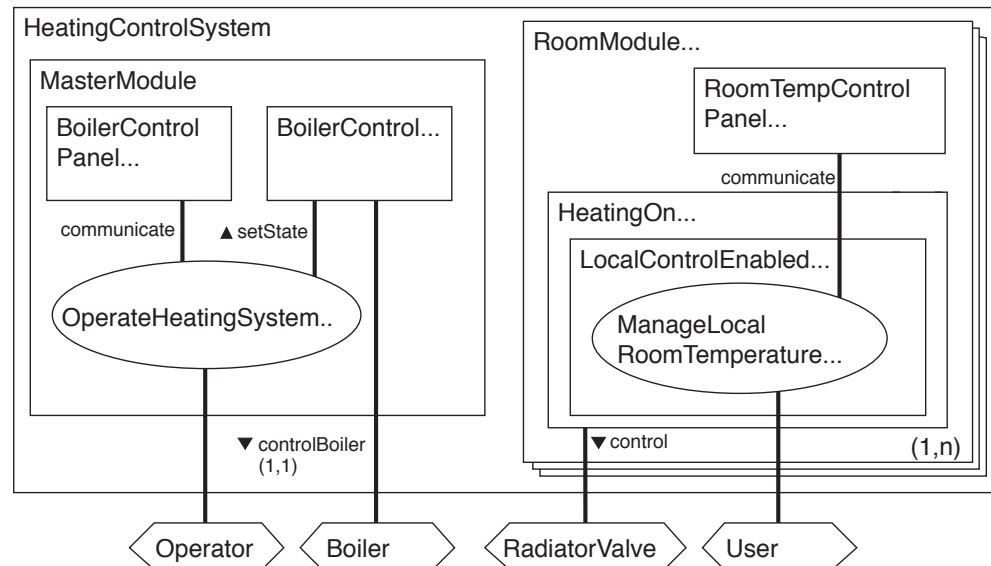 HeatingControlSystem
MasterModule
BoilerControl
Panel...
BoilerControl...
communicate
▲ setState
OperateHeatingSystem..
▼ controlBoiler
(1,1)
RoomModule...
RoomTempControl
Panel...
communicate
HeatingOn...
LocalControlEnabled...
ManageLocal
RoomTemperature...
▼ control
(1,n)
Operator
Boiler
RadiatorValve
User